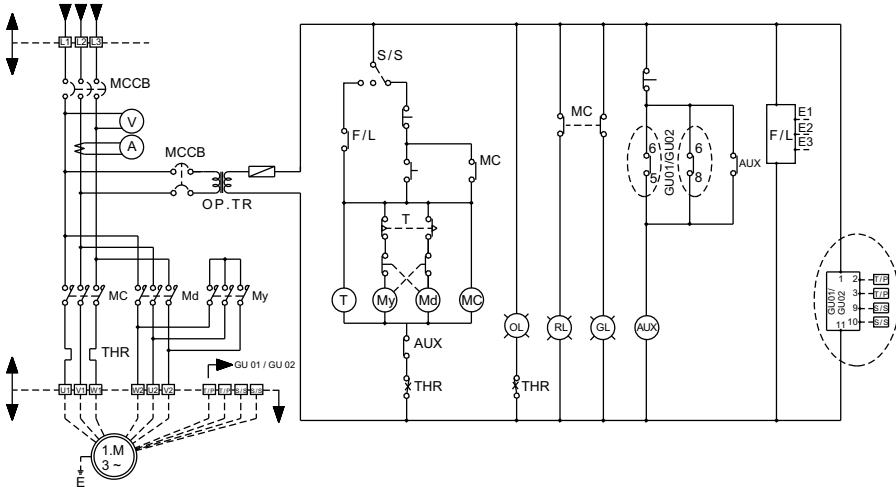 L1 L2 L3
MCCB
V
A
MCCB
OP.TR
MC Md My
THR
GU 01 / GU 02
U1 V1 W1 W2 U2 V2 T/P T/P S/S S/S
1.M
3 ~
E
S/S
F/L
MC
T
T My Md MC
AUX
THR
OL
THR
MC
RL GL
6
5
GU01/GU02
6
8
AUX
AUX
F/L
E1
E2
E3
GU01/
GU02
1
2 T/P
3 T/P
9 S/S
10 S/S
11